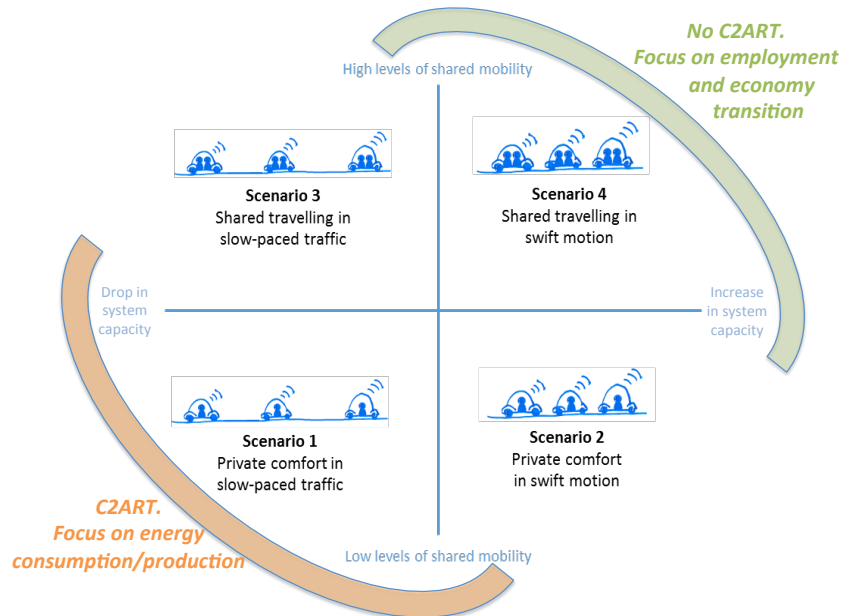 No C2ART.
Focus on employment
and economy
transition
High levels of shared mobility
Scenario 3
Shared travelling in
slow-paced traffic
Scenario 4
Shared travelling in
swift motion
Drop in
system
capacity
Increase
in system
capacity
Scenario 1
Private comfort in
slow-paced traffic
Scenario 2
Private comfort
in swift motion
C2ART.
Focus on energy
consumption/production
Low levels of shared mobility